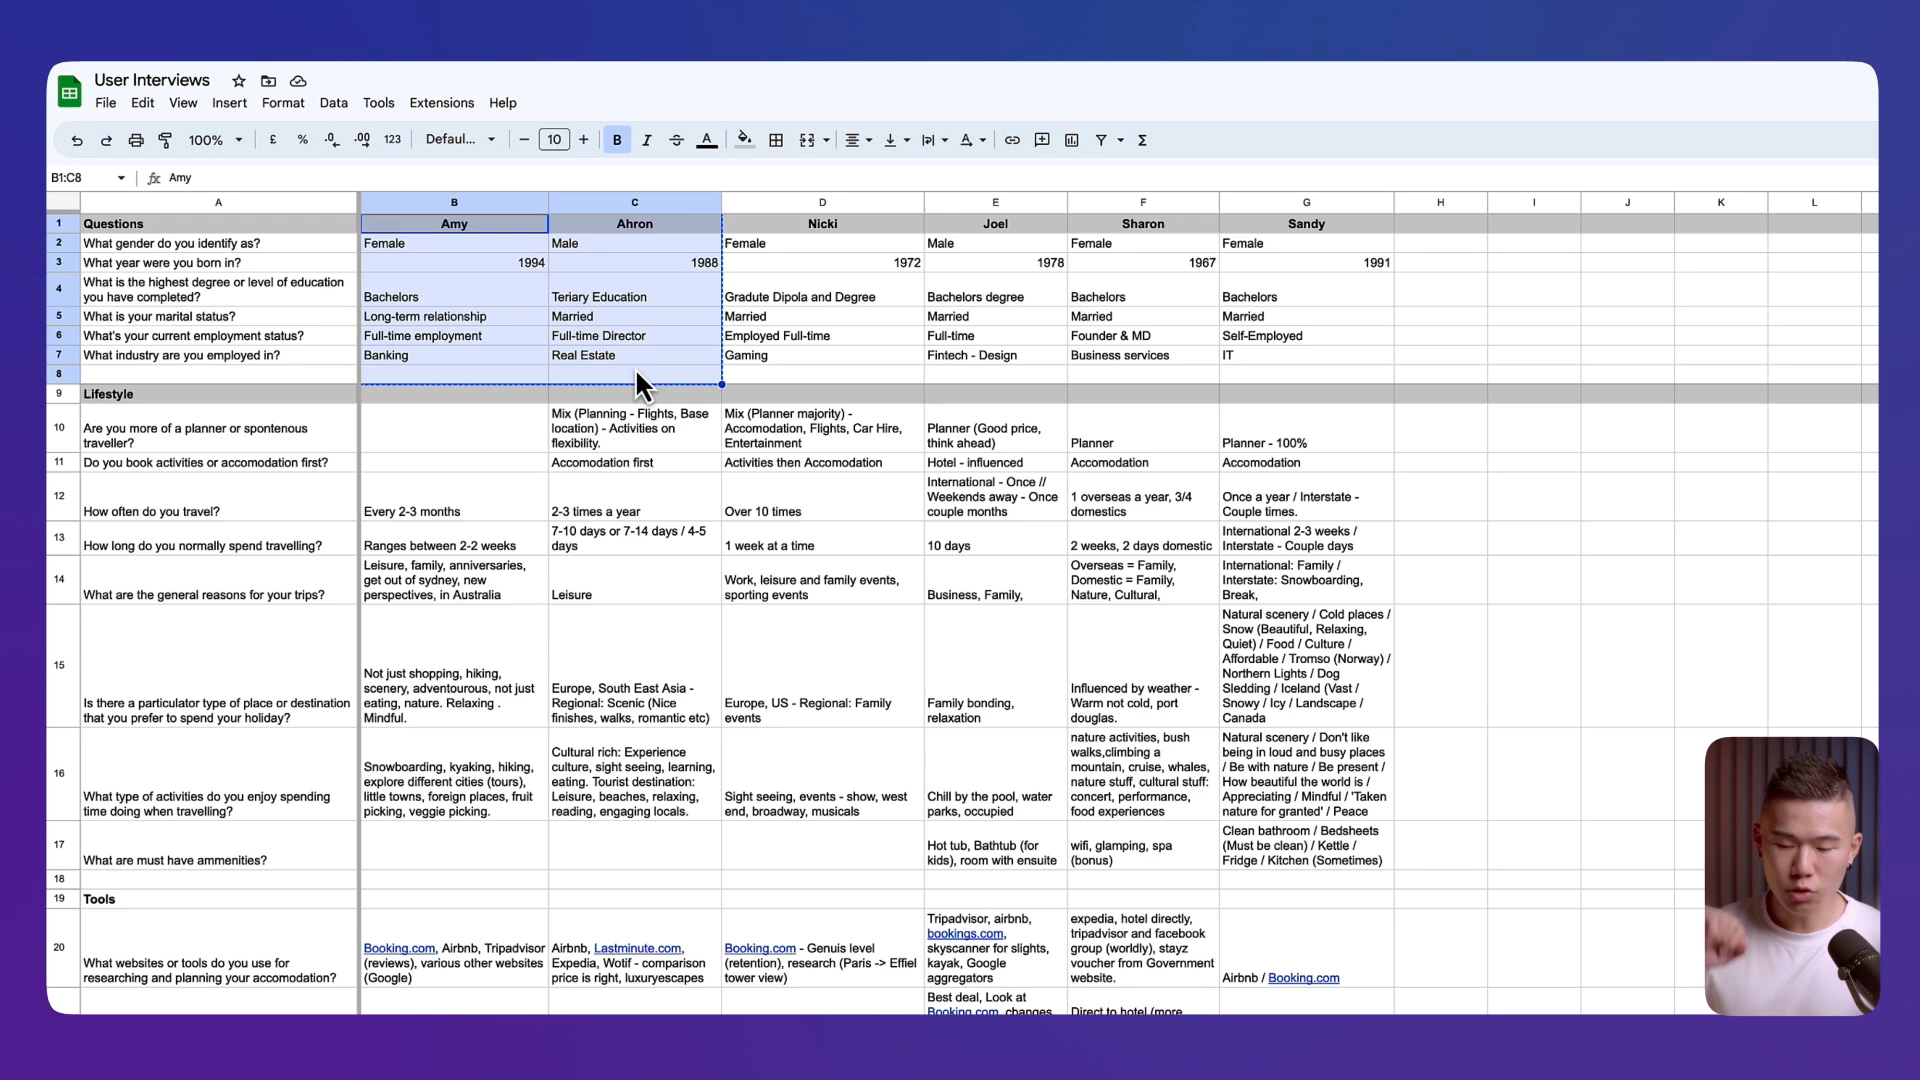 User Interviews
File Edit View Insert Format Data Tools Extensions Help
100% £ % .0 .00 123 Defaul... − 10 + B I S A Σ
B1:C8 fx Amy
A B C D E F G H I J K L
1 Questions Amy Ahron Nicki Joel Sharon Sandy
2 What gender do you identify as? Female Male Female Male Female Female
3 What year were you born in? 1994 1988 1972 1978 1967 1991
4 What is the highest degree or level of education
you have completed? Bachelors Teriary Education Gradute Dipola and Degree Bachelors degree Bachelors Bachelors
5 What is your marital status? Long-term relationship Married Married Married Married Married
6 What's your current employment status? Full-time employment Full-time Director Employed Full-time Full-time Founder & MD Self-Employed
7 What industry are you employed in? Banking Real Estate Gaming Fintech - Design Business services IT
8
9 Lifestyle
10 Are you more of a planner or spontenous
traveller?
Mix (Planning - Flights, Base
location) - Activities on
flexibility.
Mix (Planner majority) -
Accomodation, Flights, Car Hire,
Entertainment
Planner (Good price,
think ahead)
Planner
Planner - 100%
11 Do you book activities or accomodation first? Accomodation first Activities then Accomodation Hotel - influenced Accomodation Accomodation
12 How often do you travel?
Every 2-3 months
2-3 times a year
Over 10 times
International - Once //
Weekends away - Once
couple months
1 overseas a year, 3/4
domestics
Once a year / Interstate -
Couple times.
13 How long do you normally spend travelling?
Ranges between 2-2 weeks
7-10 days or 7-14 days / 4-5
days
1 week at a time
10 days
2 weeks, 2 days domestic
International 2-3 weeks /
Interstate - Couple days
14 What are the general reasons for your trips?
Leisure, family, anniversaries,
get out of sydney, new
perspectives, in Australia
Leisure
Work, leisure and family events,
sporting events
Business, Family,
Overseas = Family,
Domestic = Family,
Nature, Cultural,
International: Family /
Interstate: Snowboarding,
Break,
15 Is there a particulator type of place or destination
that you prefer to spend your holiday?
Not just shopping, hiking,
scenery, adventourous, not just
eating, nature. Relaxing .
Mindful.
Europe, South East Asia -
Regional: Scenic (Nice
finishes, walks, romantic etc)
Europe, US - Regional: Family
events
Family bonding,
relaxation
Influenced by weather -
Warm not cold, port
douglas.
Natural scenery / Cold places /
Snow (Beautiful, Relaxing,
Quiet) / Food / Culture /
Affordable / Tromso (Norway) /
Northern Lights / Dog
Sledding / Iceland (Vast /
Snowy / Icy / Landscape /
Canada
16 What type of activities do you enjoy spending
time doing when travelling?
Snowboarding, kyaking, hiking,
explore different cities (tours),
little towns, foreign places, fruit
picking, veggie picking.
Cultural rich: Experience
culture, sight seeing, learning,
eating. Tourist destination:
Leisure, beaches, relaxing,
reading, engaging locals.
Sight seeing, events - show, west
end, broadway, musicals
Chill by the pool, water
parks, occupied
nature activities, bush
walks,climbing a
mountain, cruise, whales,
nature stuff, cultural stuff:
concert, performance,
food experiences
Natural scenery / Don't like
being in loud and busy places
/ Be with nature / Be present /
How beautiful the world is /
Appreciating / Mindful / 'Taken
nature for granted' / Peace
17 What are must have ammenities?
Hot tub, Bathtub (for
kids), room with ensuite
wifi, glamping, spa
(bonus)
Clean bathroom / Bedsheets
(Must be clean) / Kettle /
Fridge / Kitchen (Sometimes)
18
19 Tools
20 What websites or tools do you use for
researching and planning your accomodation?
Booking.com, Airbnb, Tripadvisor
(reviews), various other websites
(Google)
Airbnb, Lastminute.com,
Expedia, Wotif - comparison
price is right, luxuryescapes
Booking.com - Genuis level
(retention), research (Paris -> Effiel
tower view)
Tripadvisor, airbnb,
bookings.com,
skyscanner for slights,
kayak, Google
aggregators
expedia, hotel directly,
tripadvisor and facebook
group (worldly), stayz
voucher from Government
website.
Airbnb / Booking.com
Best deal, Look at
Booking.com, changes
Direct to hotel (more